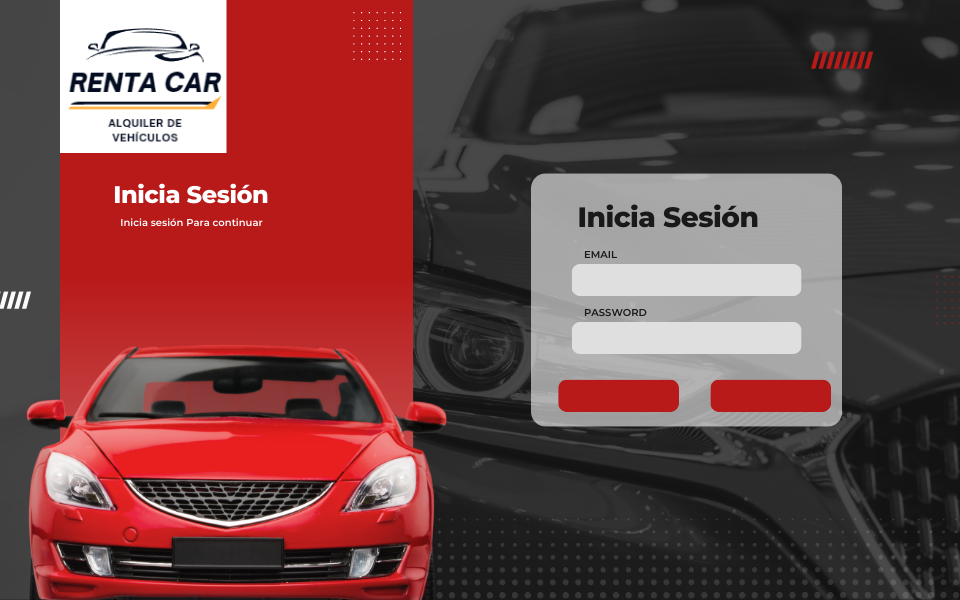 RENTA CAR
ALQUILER DE
VEHÍCULOS
Inicia Sesión
Inicia sesión Para continuar
Inicia Sesión
EMAIL
PASSWORD